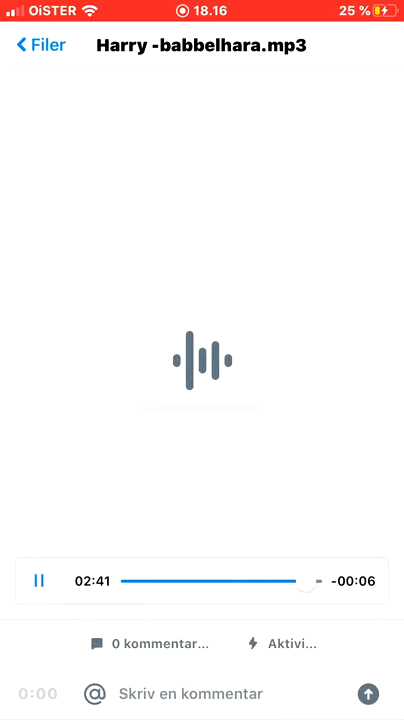 OiSTER 18.16 25 %
Filer Harry -babbelhara.mp3
02:41 -00:06
0 kommentar... Aktivi...
0:00 @ Skriv en kommentar